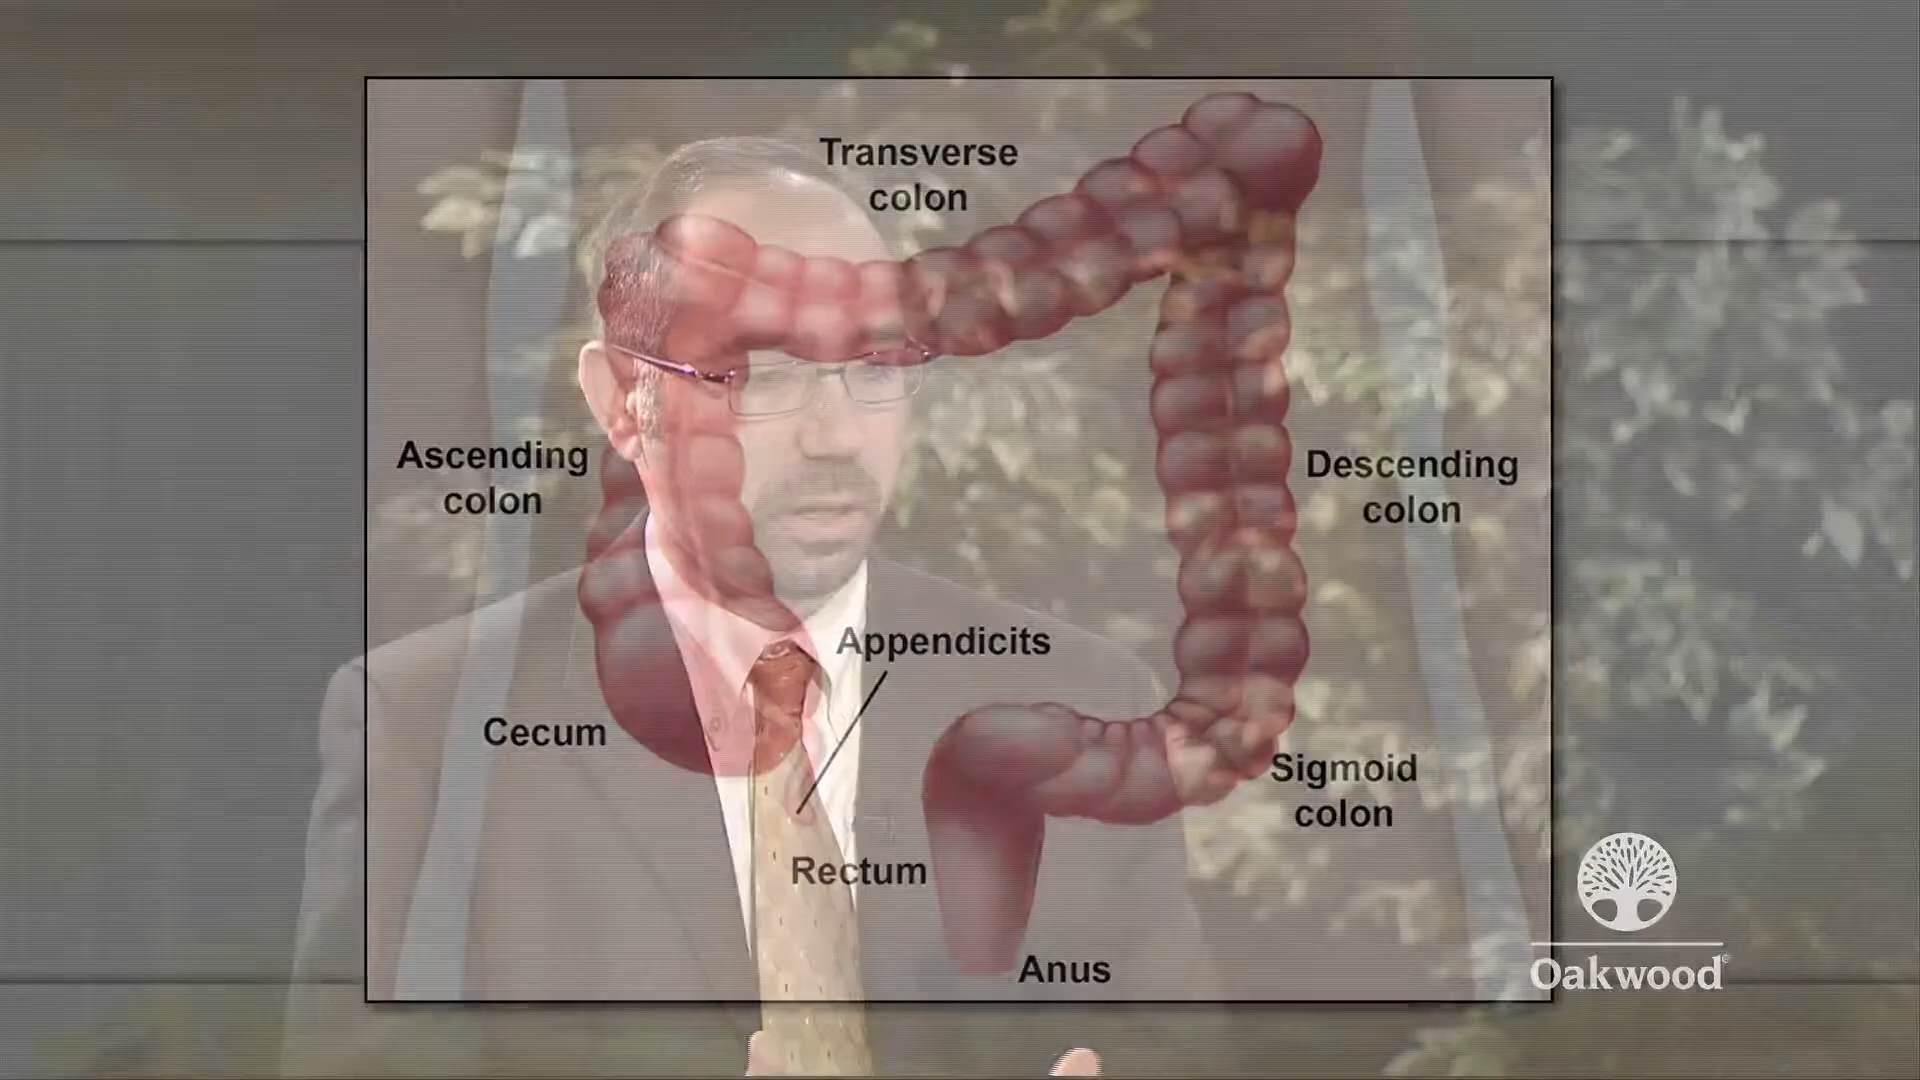 Transverse
colon
Ascending
colon
Descending
colon
Appendicits
Cecum
Sigmoid
colon
Rectum
Anus
Oakwood®